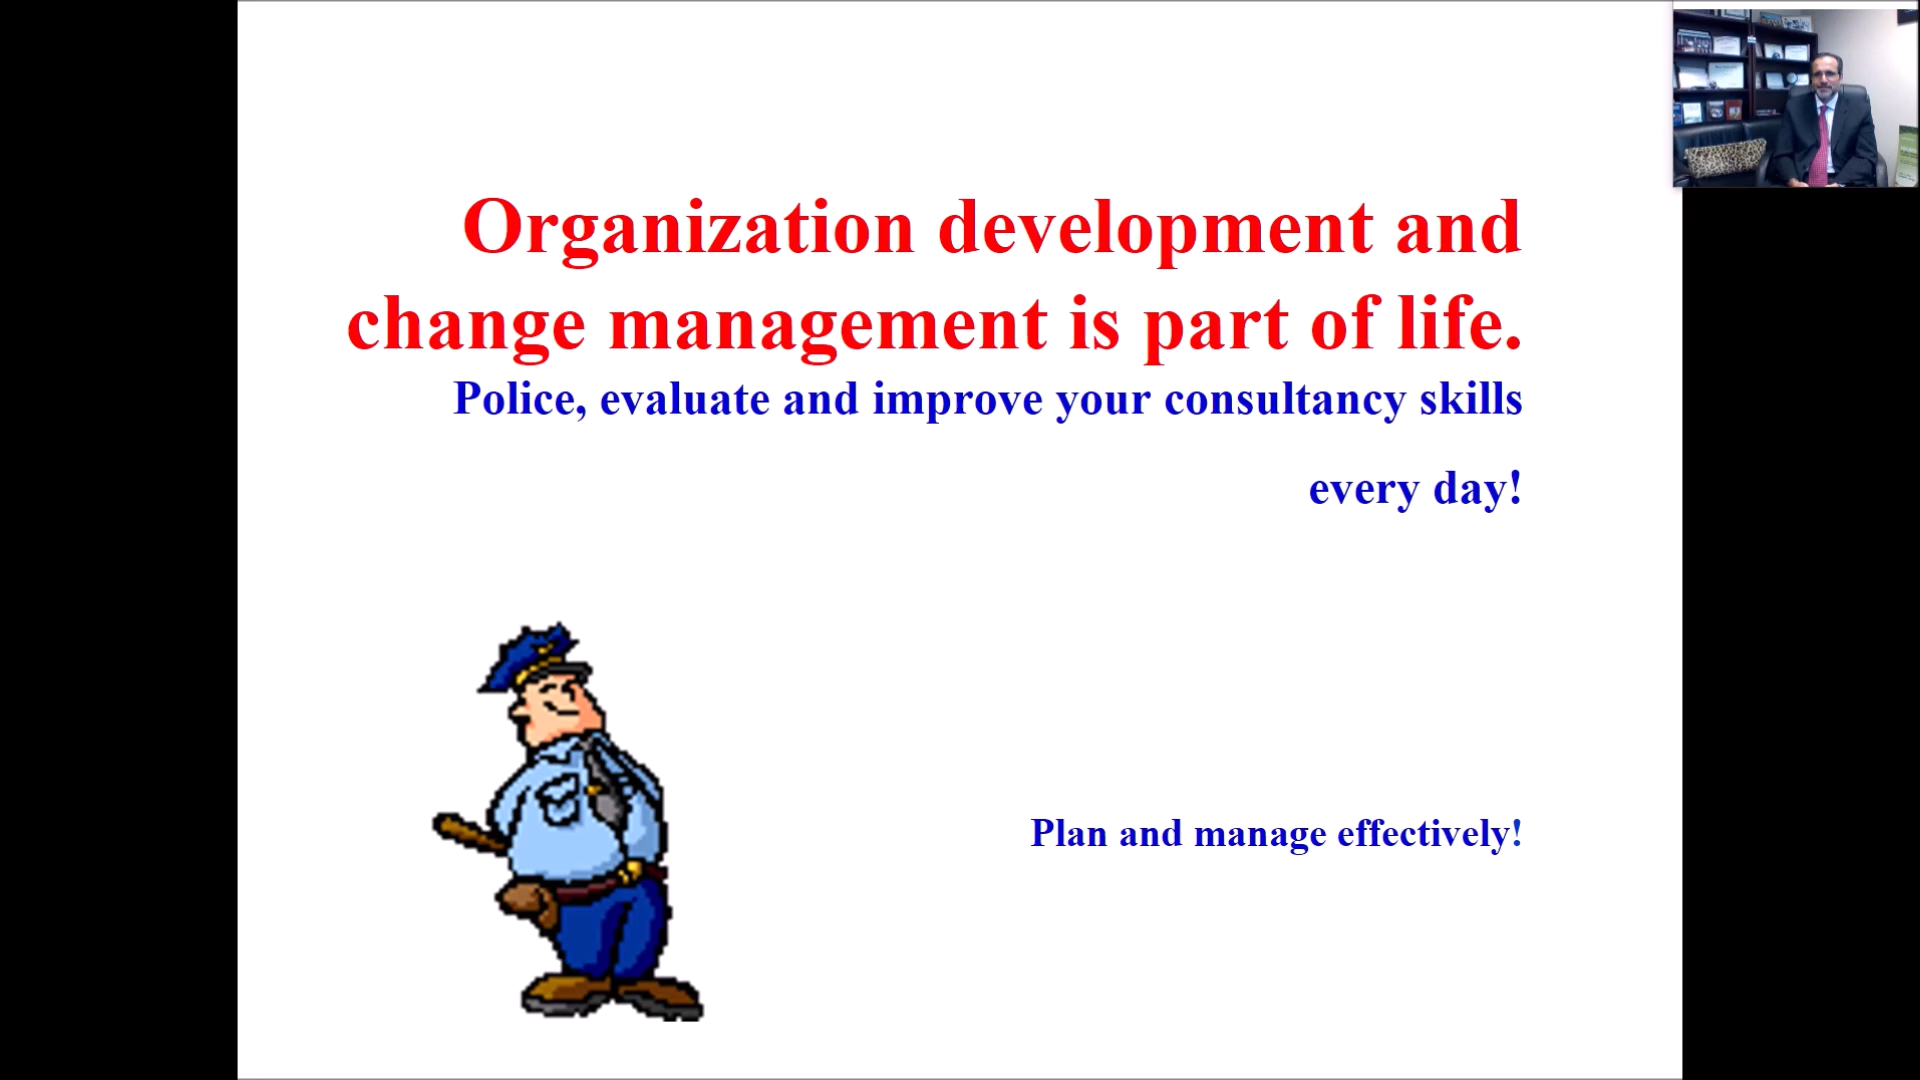 Organization development and
change management is part of life.
Police, evaluate and improve your consultancy skills
every day!
Plan and manage effectively!